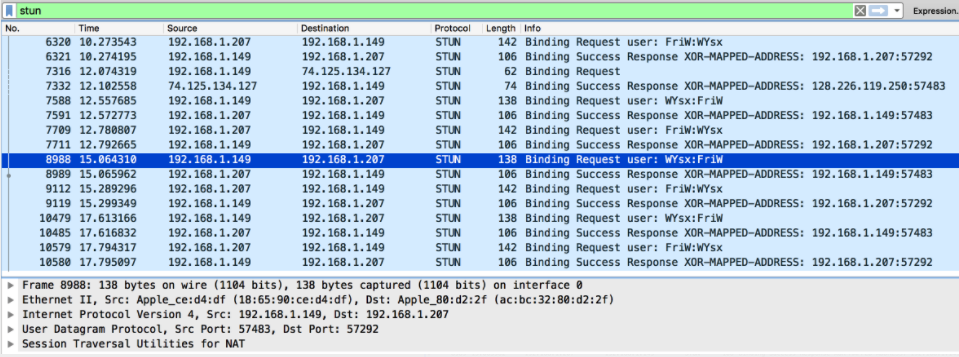 stun Expression.
No. Time Source Destination Protocol Length Info
6320 10.273543 192.168.1.207 192.168.1.149 STUN 142 Binding Request user: FriW:WYsx
6321 10.274195 192.168.1.149 192.168.1.207 STUN 106 Binding Success Response XOR-MAPPED-ADDRESS: 192.168.1.207:57292
7316 12.074319 192.168.1.149 74.125.134.127 STUN 62 Binding Request
7332 12.102558 74.125.134.127 192.168.1.149 STUN 74 Binding Success Response XOR-MAPPED-ADDRESS: 128.226.119.250:57483
7588 12.557685 192.168.1.149 192.168.1.207 STUN 138 Binding Request user: WYsx:FriW
7591 12.572773 192.168.1.207 192.168.1.149 STUN 106 Binding Success Response XOR-MAPPED-ADDRESS: 192.168.1.149:57483
7709 12.780807 192.168.1.207 192.168.1.149 STUN 142 Binding Request user: FriW:WYsx
7711 12.792665 192.168.1.149 192.168.1.207 STUN 106 Binding Success Response XOR-MAPPED-ADDRESS: 192.168.1.207:57292
8988 15.064310 192.168.1.149 192.168.1.207 STUN 138 Binding Request user: WYsx:FriW
8989 15.065962 192.168.1.207 192.168.1.149 STUN 106 Binding Success Response XOR-MAPPED-ADDRESS: 192.168.1.149:57483
9112 15.289296 192.168.1.207 192.168.1.149 STUN 142 Binding Request user: FriW:WYsx
9119 15.299349 192.168.1.149 192.168.1.207 STUN 106 Binding Success Response XOR-MAPPED-ADDRESS: 192.168.1.207:57292
10479 17.613166 192.168.1.149 192.168.1.207 STUN 138 Binding Request user: WYsx:FriW
10485 17.616832 192.168.1.207 192.168.1.149 STUN 106 Binding Success Response XOR-MAPPED-ADDRESS: 192.168.1.149:57483
10579 17.794317 192.168.1.207 192.168.1.149 STUN 142 Binding Request user: FriW:WYsx
10580 17.795097 192.168.1.149 192.168.1.207 STUN 106 Binding Success Response XOR-MAPPED-ADDRESS: 192.168.1.207:57292
Frame 8988: 138 bytes on wire (1104 bits), 138 bytes captured (1104 bits) on interface 0
Ethernet II, Src: Apple_ce:d4:df (18:65:90:ce:d4:df), Dst: Apple_80:d2:2f (ac:bc:32:80:d2:2f)
Internet Protocol Version 4, Src: 192.168.1.149, Dst: 192.168.1.207
User Datagram Protocol, Src Port: 57483, Dst Port: 57292
Session Traversal Utilities for NAT